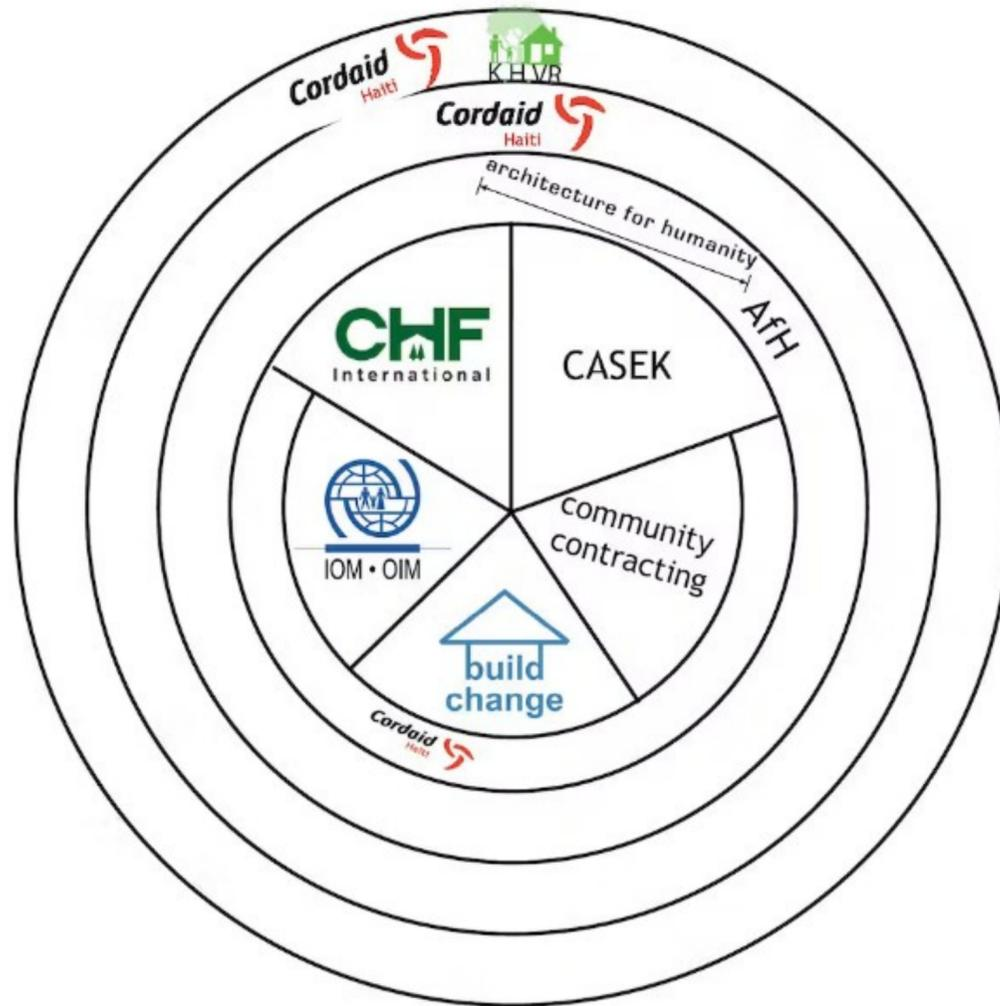 Cordaid
Haiti
K.H.VR
Cordaid
Haiti
architecture for humanity
AfH
CHF
International
CASEK
IOM • OIM
community
contracting
build
change
Cordaid
Haiti